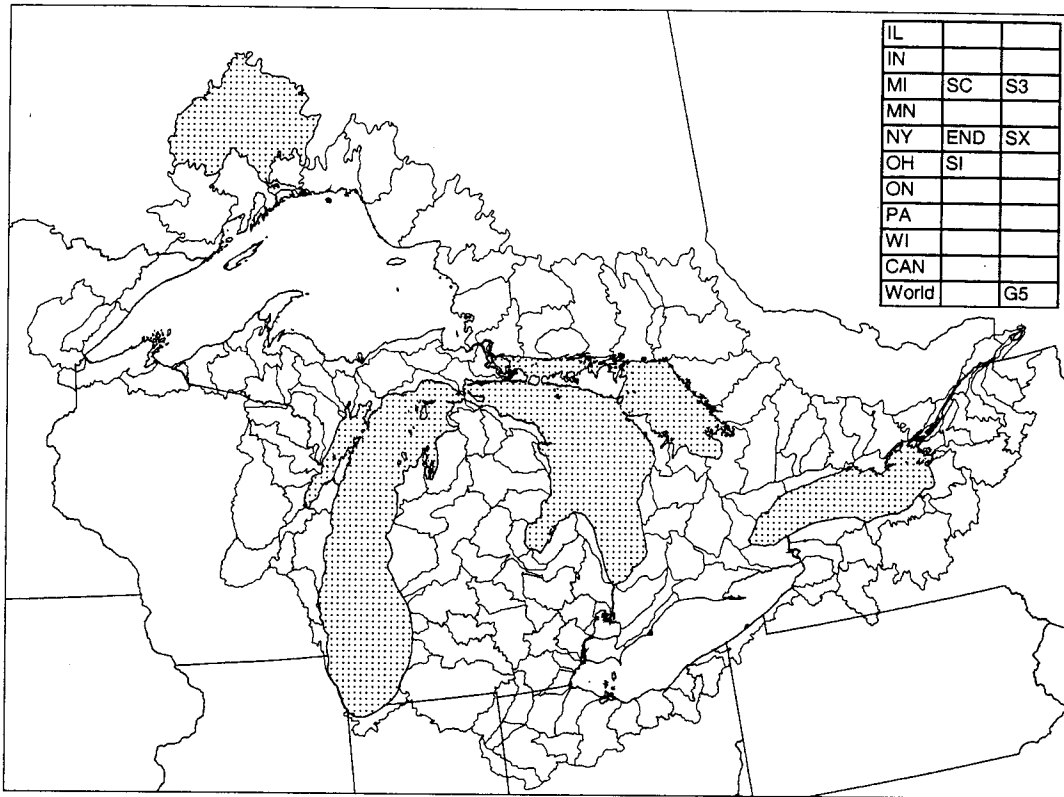 IL
IN
MI SC S3
MN
NY END SX
OH SI
ON
PA
WI
CAN
World G5